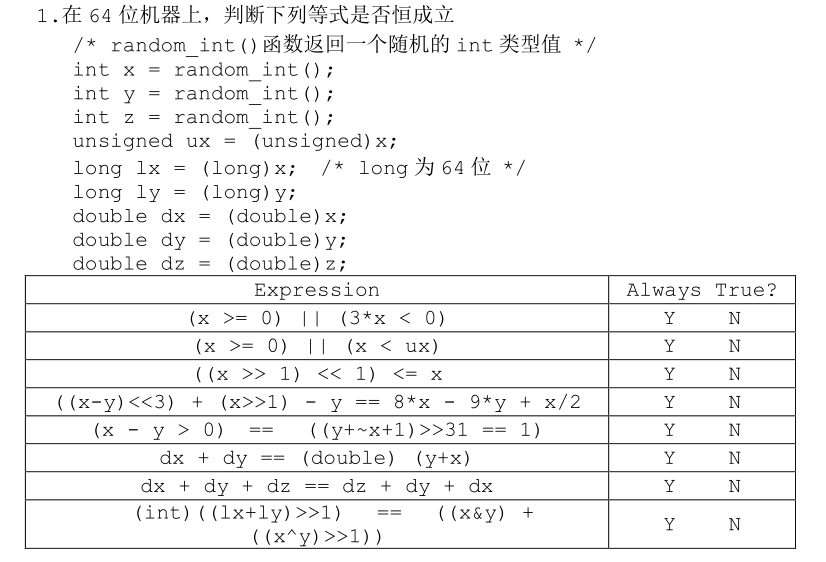 1.在 64 位机器上，判断下列等式是否恒成立
/* random_int()函数返回一个随机的 int 类型值 */
int x = random_int();
int y = random_int();
int z = random_int();
unsigned ux = (unsigned)x;
long lx = (long)x; /* long 为 64 位 */
long ly = (long)y;
double dx = (double)x;
double dy = (double)y;
double dz = (double)z;
Expression Always True?
(x >= 0) || (3*x < 0) Y N
(x >= 0) || (x < ux) Y N
((x >> 1) << 1) <= x Y N
((x-y)<<3) + (x>>1) - y == 8*x - 9*y + x/2 Y N
(x - y > 0) == ((y+~x+1)>>31 == 1) Y N
dx + dy == (double) (y+x) Y N
dx + dy + dz == dz + dy + dx Y N
(int)((lx+ly)>>1) == ((x&y) +
((x^y)>>1)) Y N